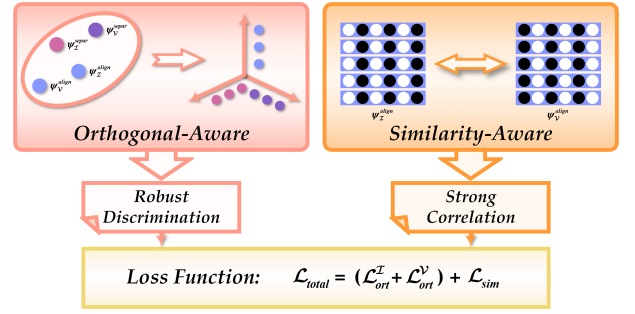 ψ_I^separ
ψ_V^separ
ψ_V^align
ψ_I^align
Orthogonal-Aware
ψ_I^align
ψ_V^align
Similarity-Aware
Robust
Discrimination
Strong
Correlation
Loss Function: L_total = (L_ort^I + L_ort^V) + L_sim